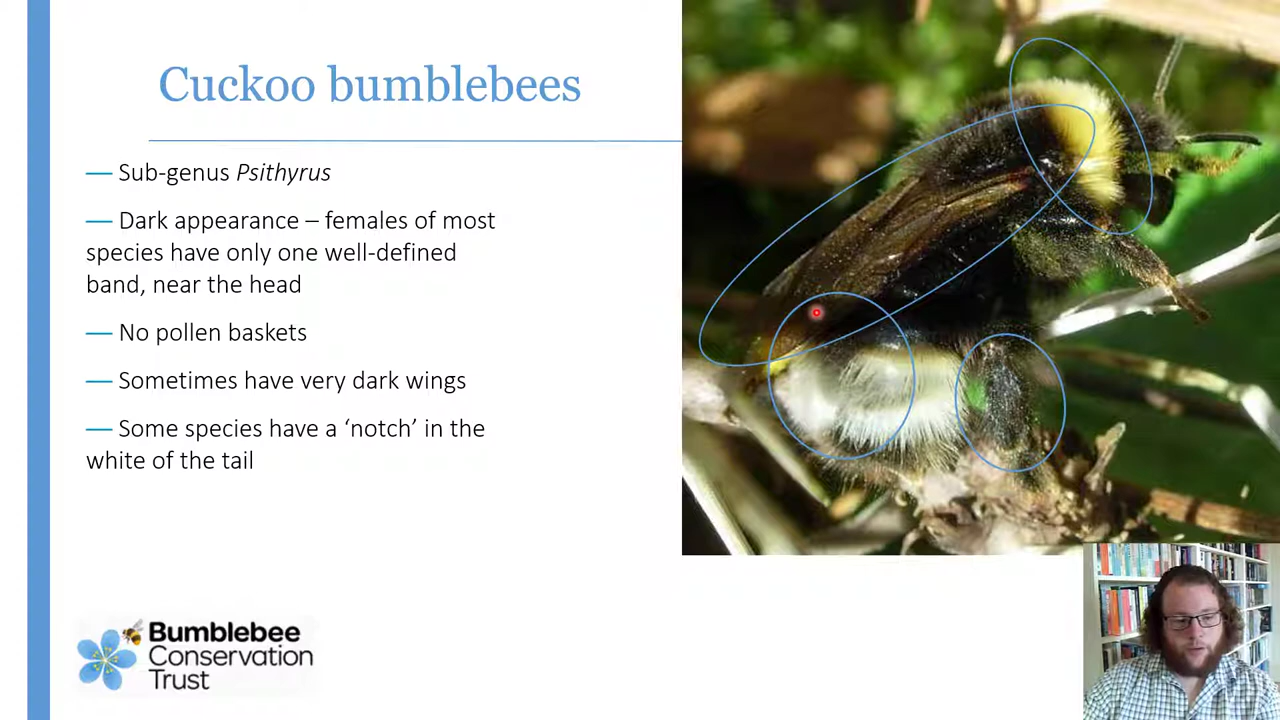 Cuckoo bumblebees
— Sub-genus Psithyrus
— Dark appearance – females of most
species have only one well-defined
band, near the head
— No pollen baskets
— Sometimes have very dark wings
— Some species have a ‘notch’ in the
white of the tail
Bumblebee
Conservation
Trust